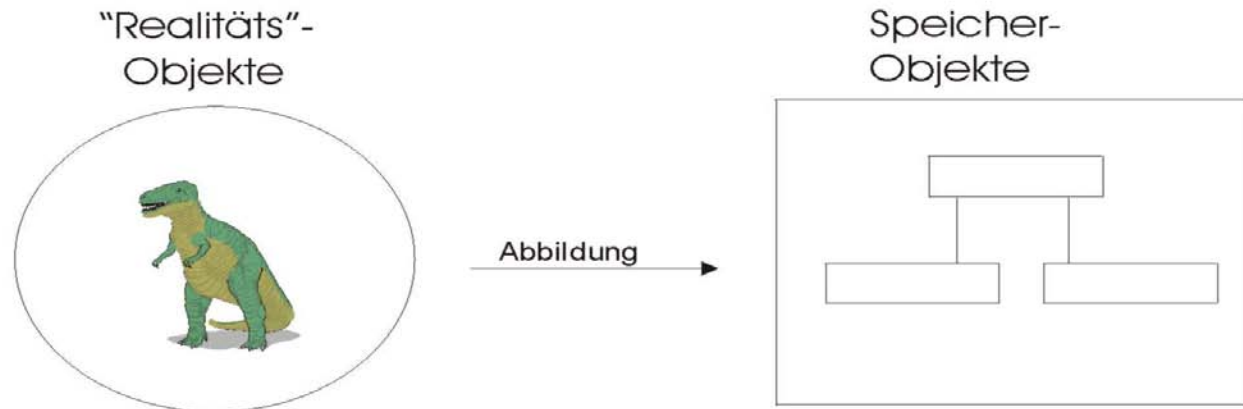 "Realitäts"-
Objekte
Abbildung
Speicher-
Objekte